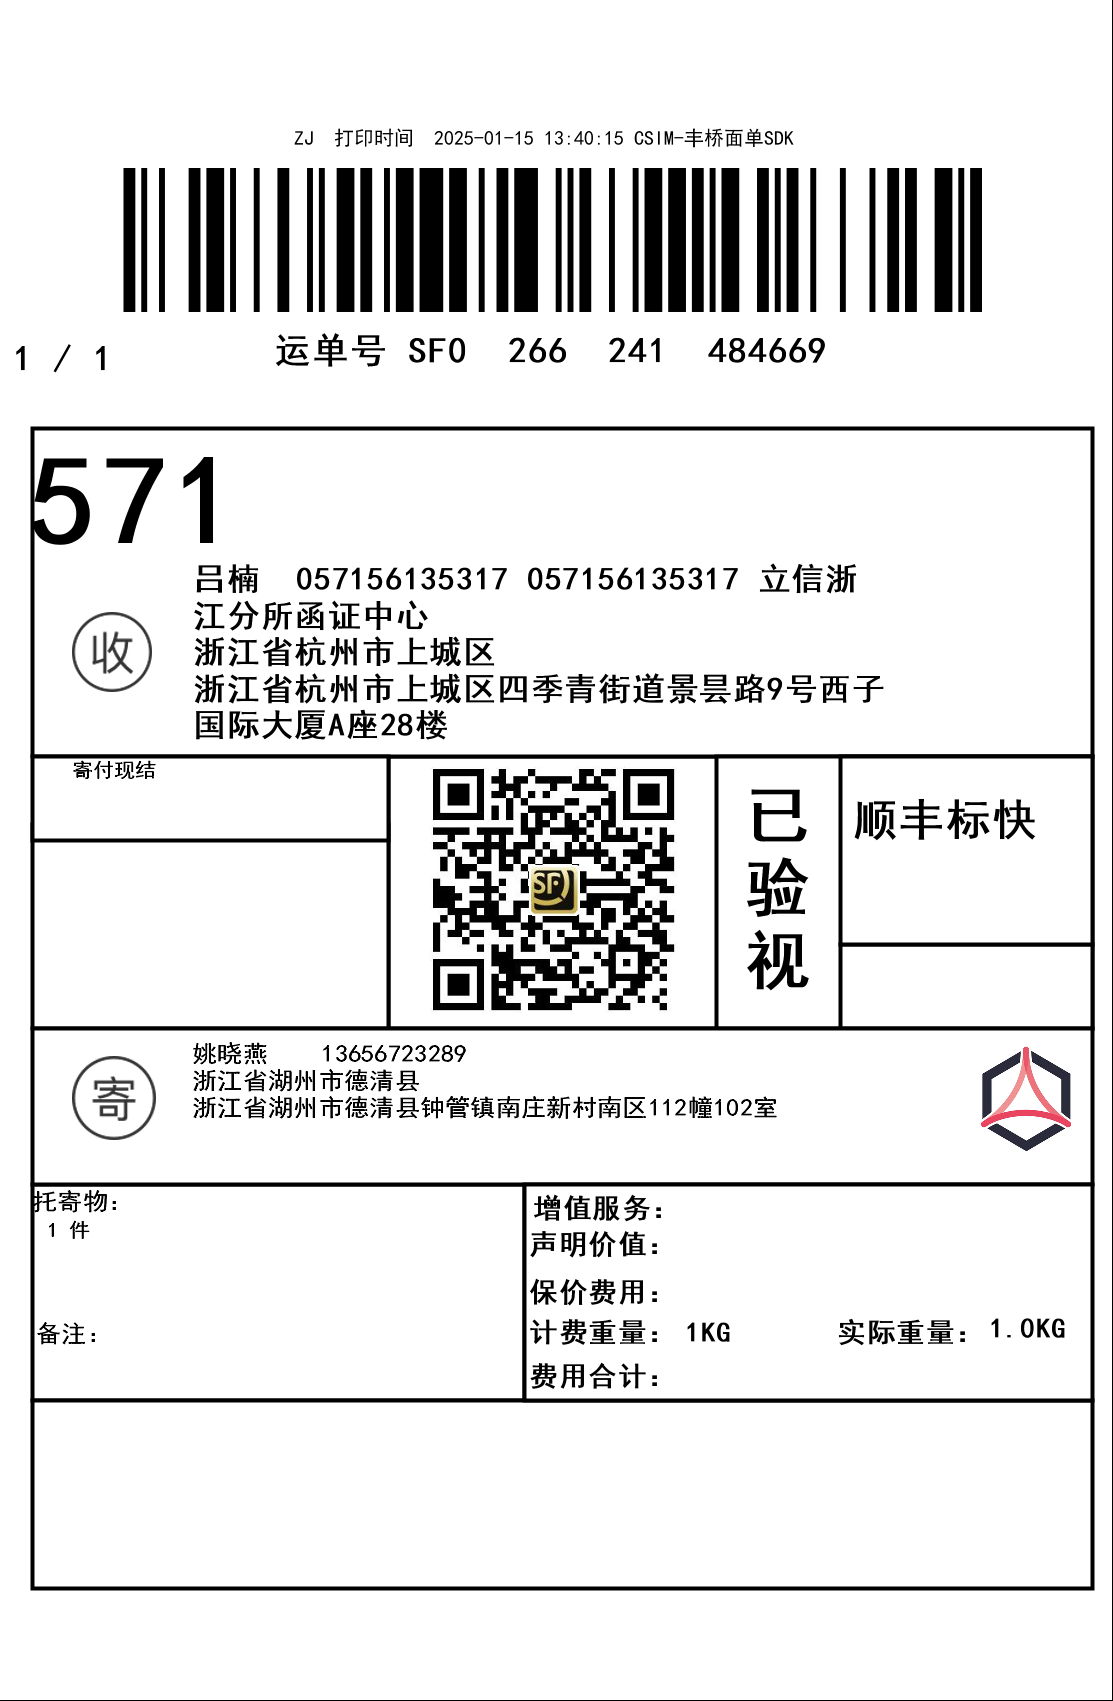 ZJ 打印时间 2025-01-15 13:40:15 CSIM-丰桥面单SDK
1 / 1
运单号 SF0 266 241 484669
571
收
吕楠 057156135317 057156135317 立信浙
江分所函证中心
浙江省杭州市上城区
浙江省杭州市上城区四季青街道景昙路9号西子
国际大厦A座28楼
寄付现结
SF
已
验
视
顺丰标快
寄
姚晓燕 13656723289
浙江省湖州市德清县
浙江省湖州市德清县钟管镇南庄新村南区112幢102室
托寄物:
1 件
备注:
增值服务:
声明价值:
保价费用:
计费重量: 1KG 实际重量: 1.0KG
费用合计: